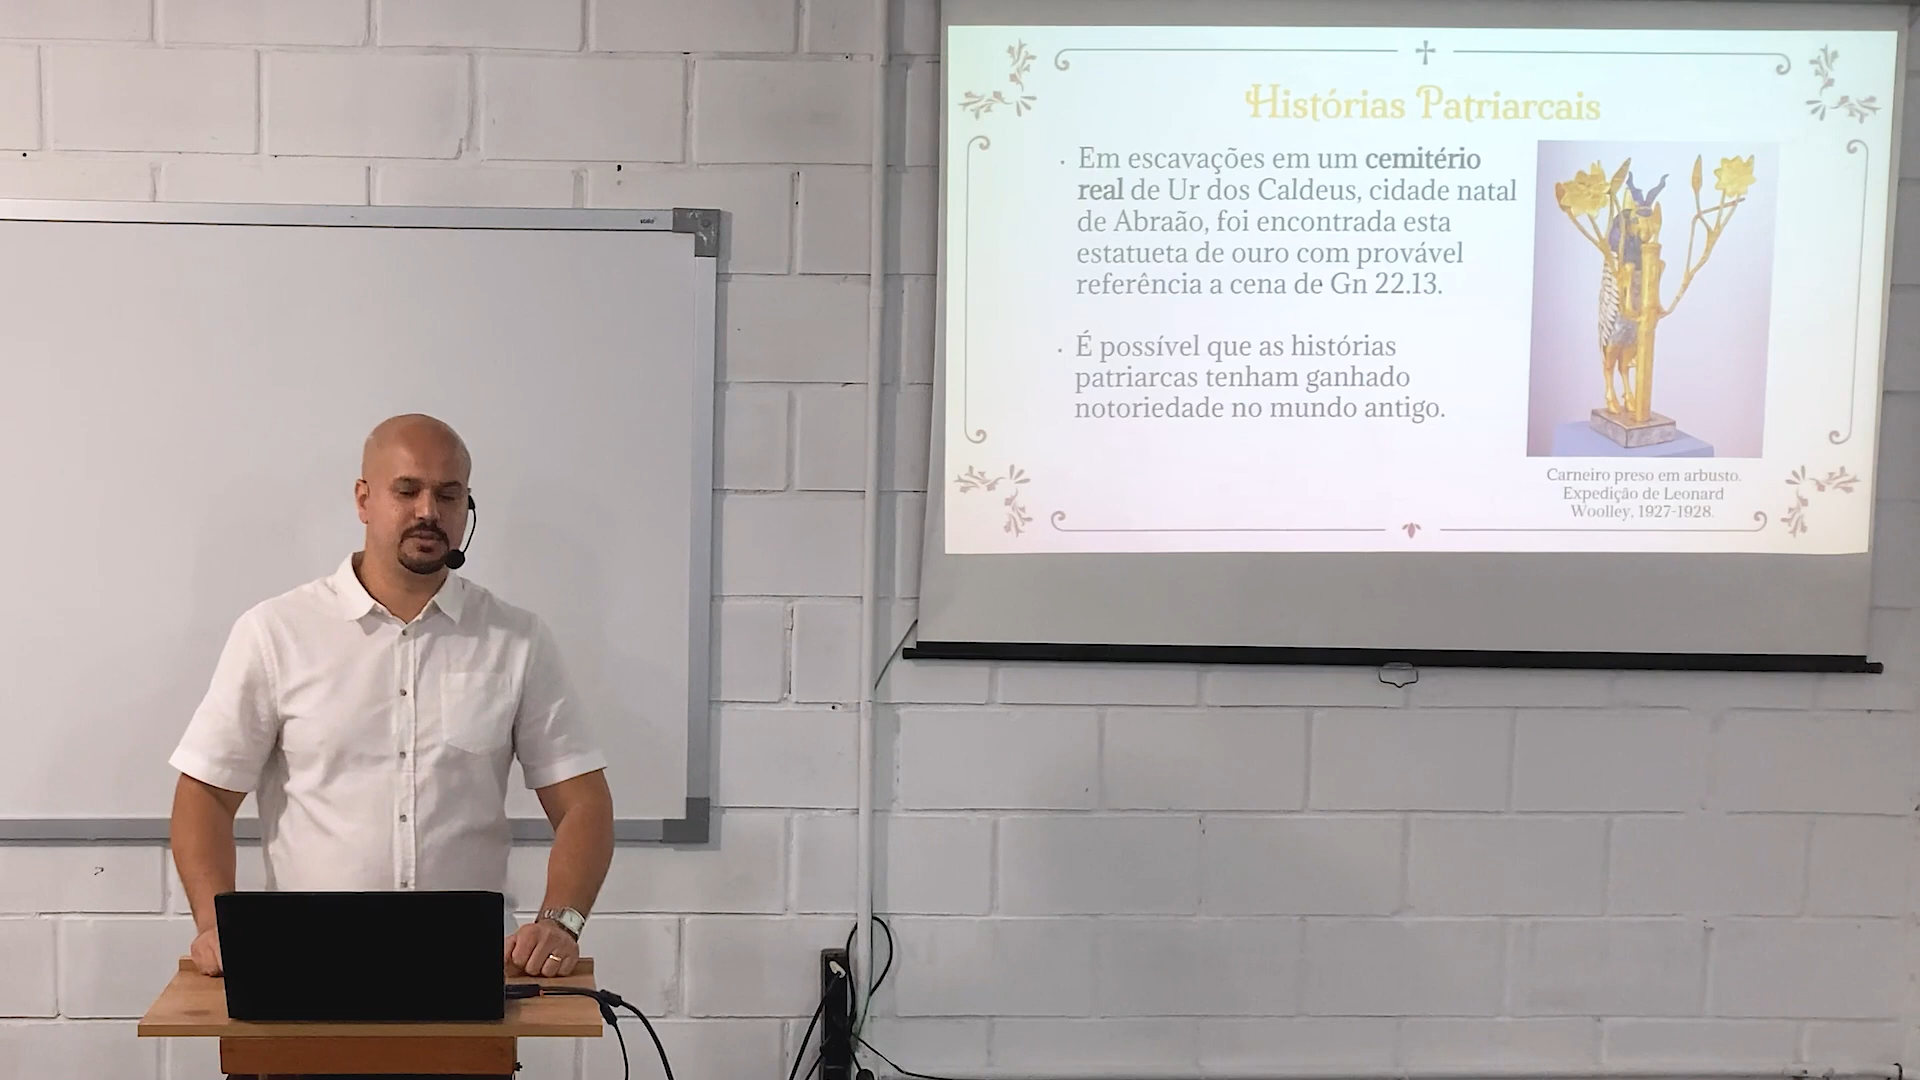 Histórias Patriarcais
Em escavações em um cemitério
real de Ur dos Caldeus, cidade natal
de Abraão, foi encontrada esta
estatueta de ouro com provável
referência a cena de Gn 22.13.
É possível que as histórias
patriarcas tenham ganhado
notoriedade no mundo antigo.
Carneiro preso em arbusto.
Expedição de Leonard
Woolley, 1927-1928.